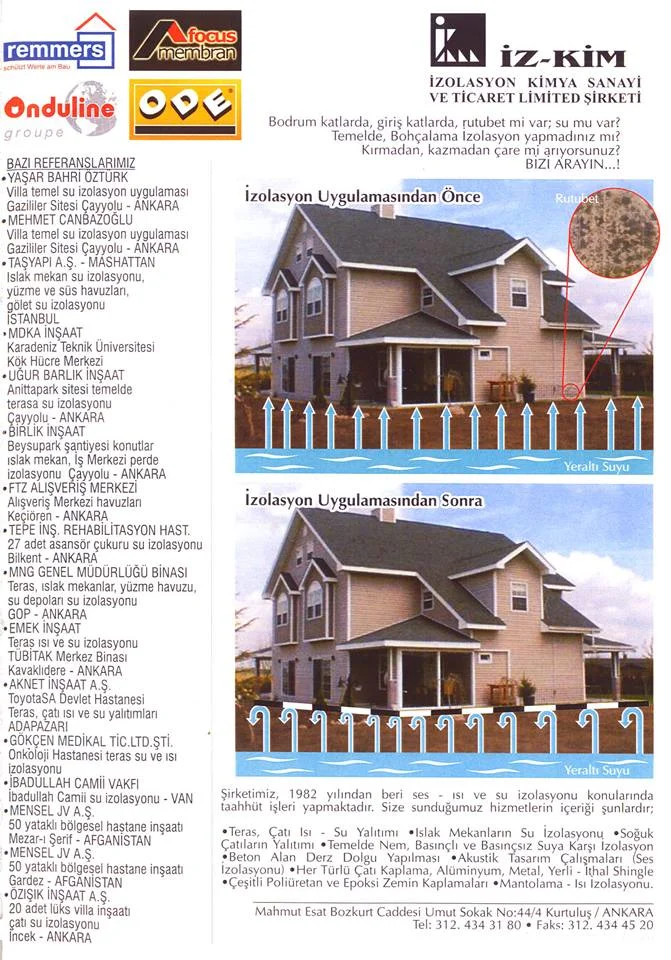 remmers
schützt Werte am Bau
focus
membran
Onduline
groupe
ODE
BAZI REFERANSLARIMIZ
•YAŞAR BAHRİ ÖZTÜRK
Villa temel su izolasyon uygulaması
Gazililer Sitesi Çayyolu - ANKARA
•MEHMET CANBAZOĞLU
Villa temel su izolasyon uygulaması
Gazililer Sitesi Çayyolu - ANKARA
•TAŞYAPI A.Ş. - MASHATTAN
Islak mekan su izolasyonu,
yüzme ve süs havuzları,
gölet su izolasyonu
İSTANBUL
•MDKA İNŞAAT
Karadeniz Teknik Üniversitesi
Kök Hücre Merkezi
•UĞUR BARLIK İNŞAAT
Anittapark sitesi temelde
terasa su izolasyonu
Çayyolu - ANKARA
•BİRLİK İNŞAAT
Beysupark şantiyesi konutlar
ıslak mekan, İş Merkezi perde
izolasyonu Çayyolu - ANKARA
•FTZ ALIŞVERİŞ MERKEZİ
Alışveriş Merkezi havuzları
Keçiören - ANKARA
•TEPE İNŞ. REHABİLİTASYON HAST.
27 adet asansör çukuru su izolasyonu
Bilkent - ANKARA
•MNG GENEL MÜDÜRLÜĞÜ BİNASI
Teras, ıslak mekanlar, yüzme havuzu,
su depoları su izolasyonu
GOP - ANKARA
•EMEK İNŞAAT
Teras ısı ve su izolasyonu
TÜBİTAK Merkez Binası
Kavaklıdere - ANKARA
•AKNET İNŞAAT A.Ş.
ToyotaSA Devlet Hastanesi
Teras, çatı ısı ve su yalıtımları
ADAPAZARI
•GÖKÇEN MEDİKAL TİC.LTD.ŞTİ.
Onkoloji Hastanesi teras su ve ısı
izolasyonu
•İBADULLAH CAMİİ VAKFI
İbadullah Camii su izolasyonu - VAN
•MENSEL JV A.Ş.
50 yataklı bölgesel hastane inşaatı
Mezar-ı Şerif - AFGANİSTAN
•MENSEL JV A.Ş.
50 yataklı bölgesel hastane inşaatı
Gardez - AFGANİSTAN
•ÖZIŞIK İNŞAAT A.Ş.
20 adet lüks villa inşaatı
çatı su izolasyonu
İncek - ANKARA
İZ-KİM
İZOLASYON KİMYA SANAYİ
VE TİCARET LİMİTED ŞİRKETİ
Bodrum katlarda, giriş katlarda, rutubet mi var; su mu var?
Temelde, Bohçalama İzolasyon yapmadınız mı?
Kırmadan, kazmadan çare mi arıyorsunuz?
BİZİ ARAYIN...!
İzolasyon Uygulamasından Önce
Rutubet
Yeraltı Suyu
İzolasyon Uygulamasından Sonra
Yeraltı Suyu
Şirketimiz, 1982 yılından beri ses - ısı ve su izolasyonu konularında
taahhüt işleri yapmaktadır. Size sunduğumuz hizmetlerin içeriği şunlardır;
•Teras, Çatı Isı - Su Yalıtımı •Islak Mekanların Su İzolasyonu •Soğuk
Çatıların Yalıtımı •Temelde Nem, Basınçlı ve Basınçsız Suya Karşı İzolasyon
•Beton Alan Derz Dolgu Yapılması •Akustik Tasarım Çalışmaları (Ses
İzolasyonu) •Her Türlü Çatı Kaplama, Alüminyum, Metal, Yerli - İthal Shingle
•Çeşitli Poliüretan ve Epoksi Zemin Kaplamaları •Mantolama - Isı İzolasyonu.
Mahmut Esat Bozkurt Caddesi Umut Sokak No:44/4 Kurtuluş / ANKARA
Tel: 312. 434 31 80 • Faks: 312. 434 45 20